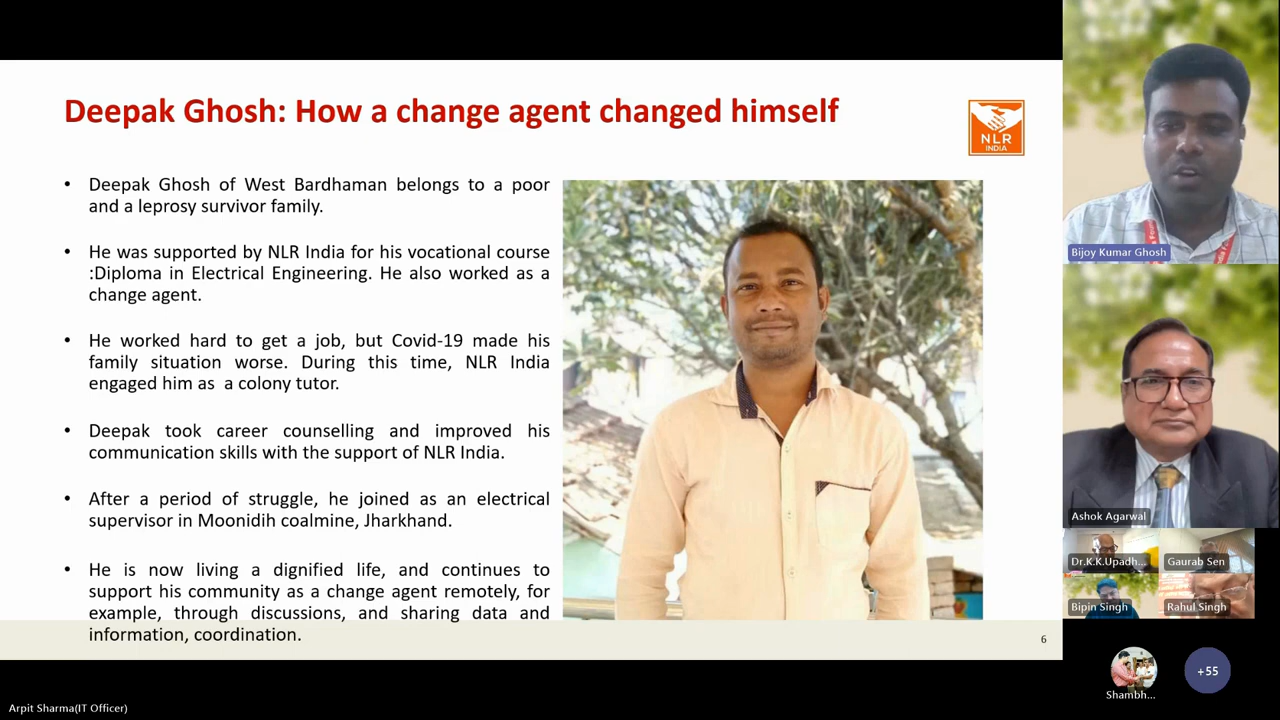 Deepak Ghosh: How a change agent changed himself
NLR
INDIA
• Deepak Ghosh of West Bardhaman belongs to a poor
and a leprosy survivor family.
• He was supported by NLR India for his vocational course
:Diploma in Electrical Engineering. He also worked as a
change agent.
• He worked hard to get a job, but Covid-19 made his
family situation worse. During this time, NLR India
engaged him as a colony tutor.
• Deepak took career counselling and improved his
communication skills with the support of NLR India.
• After a period of struggle, he joined as an electrical
supervisor in Moonidih coalmine, Jharkhand.
• He is now living a dignified life, and continues to
support his community as a change agent remotely, for
example, through discussions, and sharing data and
information, coordination.
6
Bijoy Kumar Ghosh
Ashok Agarwal
Dr.K.K.Upadh...
Gaurab Sen
Bipin Singh
Rahul Singh
Shambh...
+55
Arpit Sharma(IT Officer)